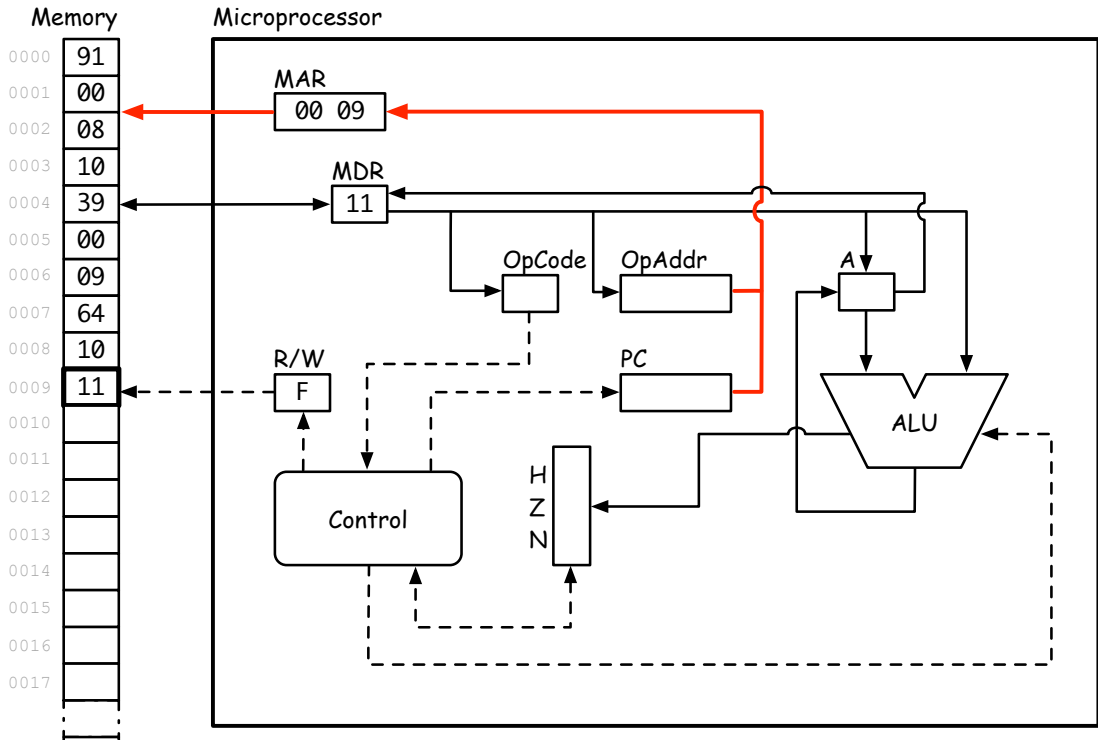 Memory Microprocessor
0000 91
MAR
0001 00
00 09
0002 08
0003 10
MDR
0004 39
11
0005 00
OpCode OpAddr A
0006 09
0007 64
0008 10
R/W PC
0009 11
F
0010
ALU
0011
H
0012
Z
0013
Control
N
0014
0015
0016
0017